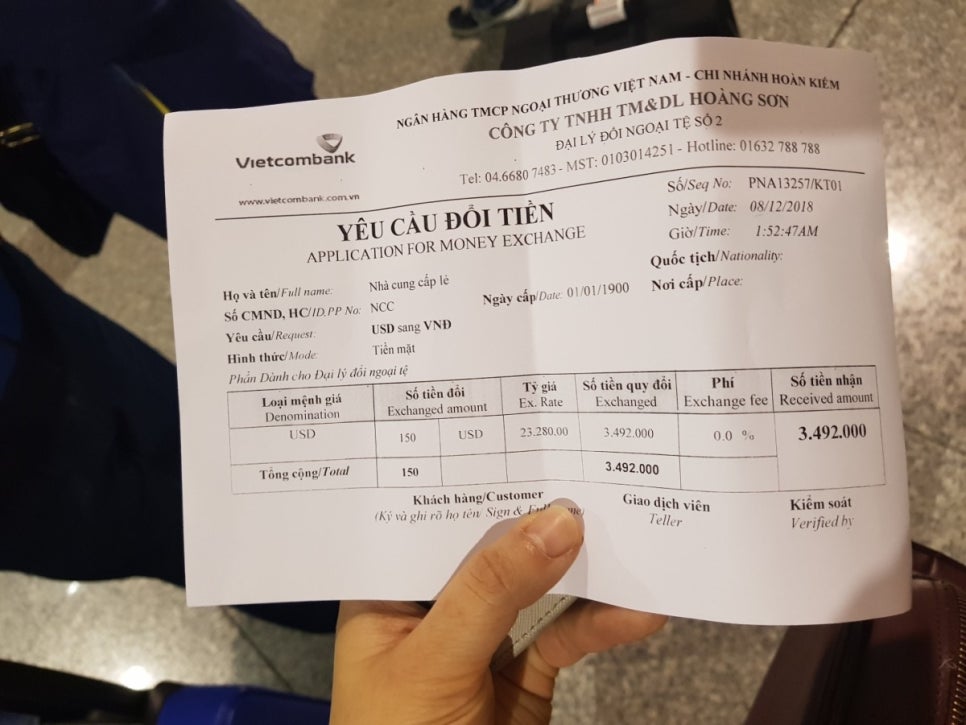 NGÂN HÀNG TMCP NGOẠI THƯƠNG VIỆT NAM - CHI NHÁNH HOÀN KIẾM
CÔNG TY TNHH TM&DL HOÀNG SƠN
ĐẠI LÝ ĐỔI NGOẠI TỆ SỐ 2
Tel: 04.6680 7483 - MST: 0103014251 - Hotline: 01632 788 788
Vietcombank
www.vietcombank.com.vn
Số/Seq No: PNA13257/KT01
Ngày/Date: 08/12/2018
Giờ/Time: 1:52:47AM
YÊU CẦU ĐỔI TIỀN
APPLICATION FOR MONEY EXCHANGE
Quốc tịch/Nationality:
Họ và tên/Full name: Nhà cung cấp lẻ
Số CMND, HC/ID,PP No: NCC Ngày cấp/Date: 01/01/1900 Nơi cấp/Place:
Yêu cầu/Request: USD sang VNĐ
Hình thức/Mode: Tiền mặt
Phần Dành cho Đại lý đổi ngoại tệ
Loại mệnh giá Số tiền đổi Tỷ giá Số tiền quy đổi Phí Số tiền nhận
Denomination Exchanged amount Ex. Rate Exchanged Exchange fee Received amount
USD 150 USD 23.280.00 3.492.000 0.0 % 3.492.000
Tổng cộng/Total 150 3.492.000
Khách hàng/Customer Giao dịch viên Kiểm soát
(Ký và ghi rõ họ tên/ Sign & Teller Verified by